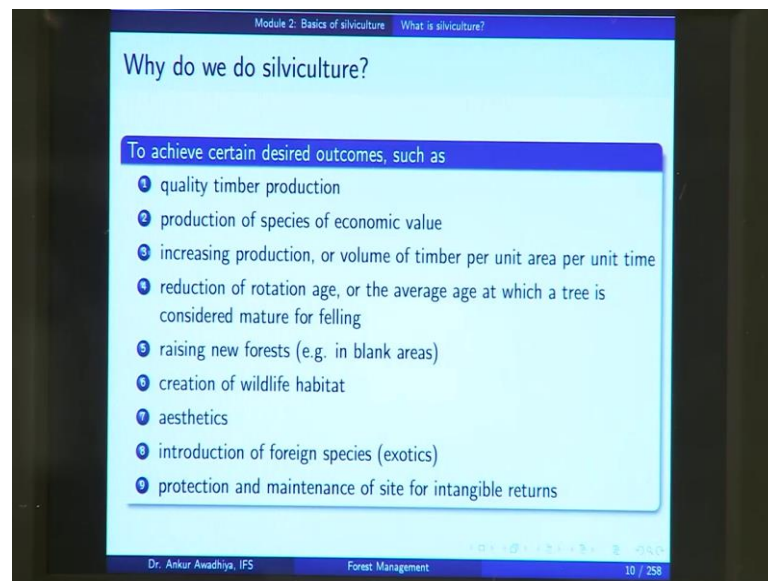 Module 2: Basics of silviculture What is silviculture?
Why do we do silviculture?
To achieve certain desired outcomes, such as
1 quality timber production
2 production of species of economic value
3 increasing production, or volume of timber per unit area per unit time
4 reduction of rotation age, or the average age at which a tree is
considered mature for felling
5 raising new forests (e.g. in blank areas)
6 creation of wildlife habitat
7 aesthetics
8 introduction of foreign species (exotics)
9 protection and maintenance of site for intangible returns
Dr. Ankur Awadhiya, IFS Forest Management 10 / 258